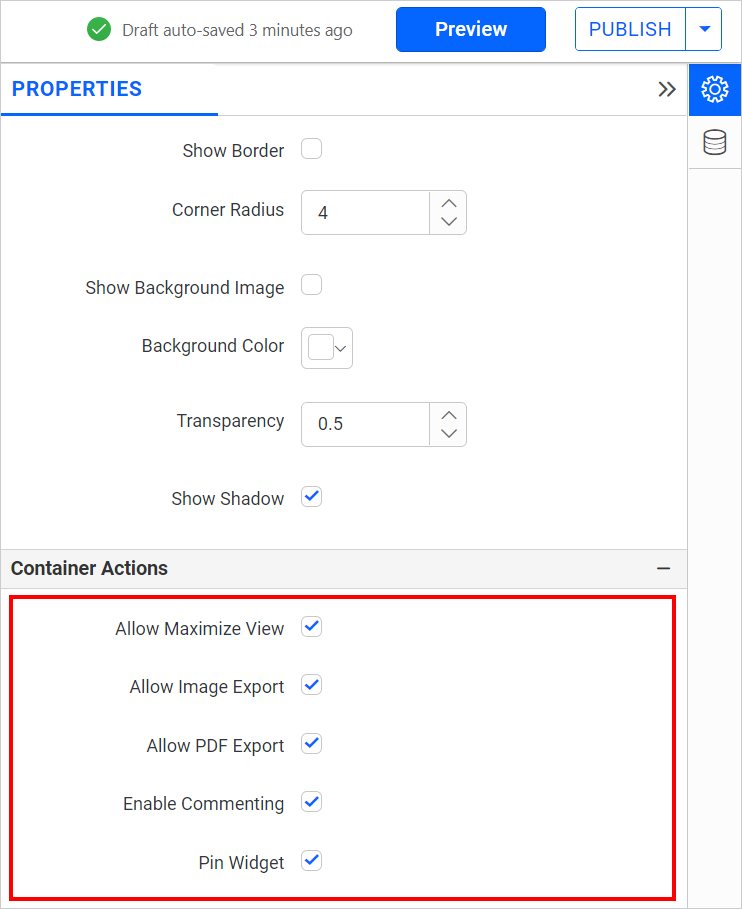 Draft auto-saved 3 minutes ago
Preview
PUBLISH
PROPERTIES
Show Border
Corner Radius
4
Show Background Image
Background Color
Transparency
0.5
Show Shadow
Container Actions
Allow Maximize View
Allow Image Export
Allow PDF Export
Enable Commenting
Pin Widget